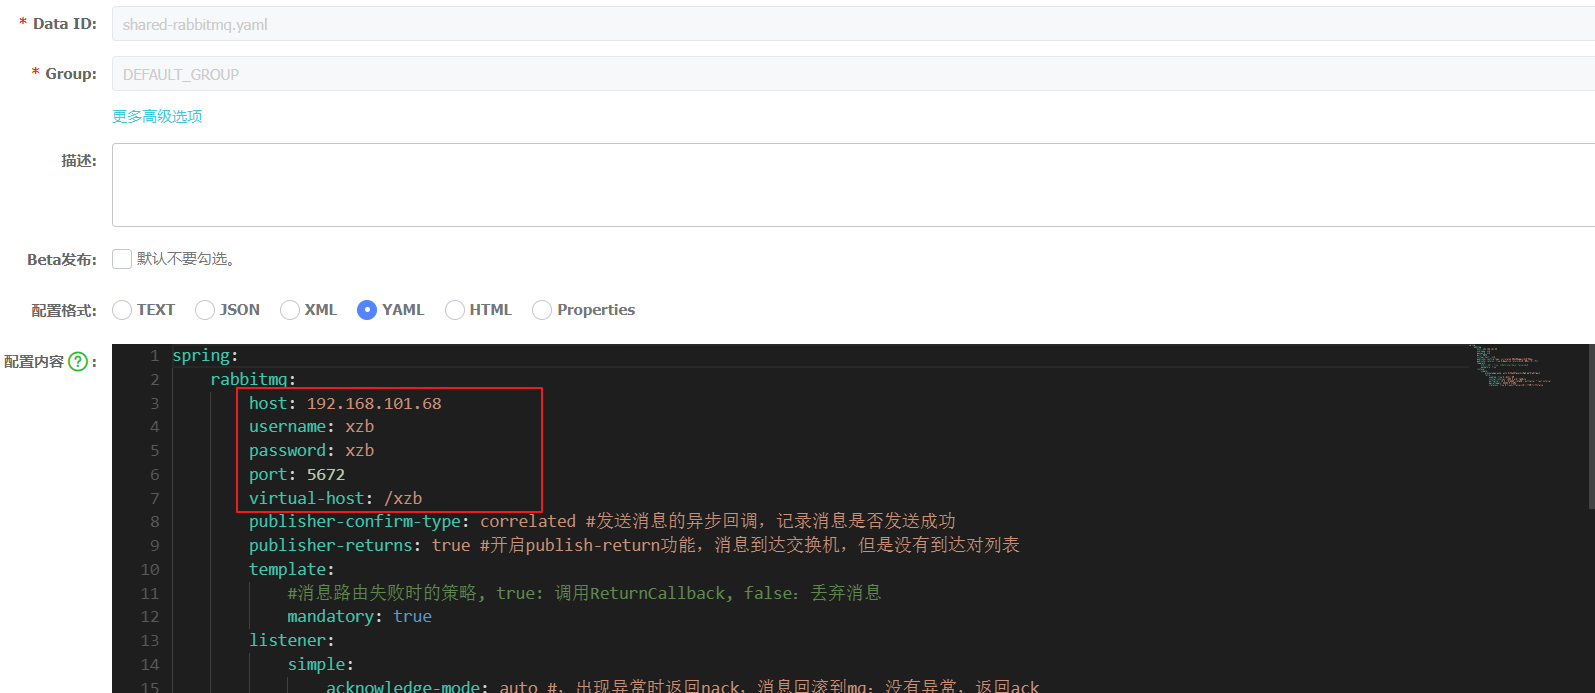 * Data ID: shared-rabbitmq.yaml
* Group: DEFAULT_GROUP
更多高级选项
描述:
Beta发布: 默认不要勾选。
配置格式: TEXT JSON XML YAML HTML Properties
配置内容 ? :
1 spring:
2 rabbitmq:
3 host: 192.168.101.68
4 username: xzb
5 password: xzb
6 port: 5672
7 virtual-host: /xzb
8 publisher-confirm-type: correlated #发送消息的异步回调，记录消息是否发送成功
9 publisher-returns: true #开启publish-return功能，消息到达交换机，但是没有到达对列表
10 template:
11 #消息路由失败时的策略, true: 调用ReturnCallback, false：丢弃消息
12 mandatory: true
13 listener:
14 simple:
15 acknowledge-mode: auto #，出现异常时返回nack，消息回滚到mq；没有异常，返回ack